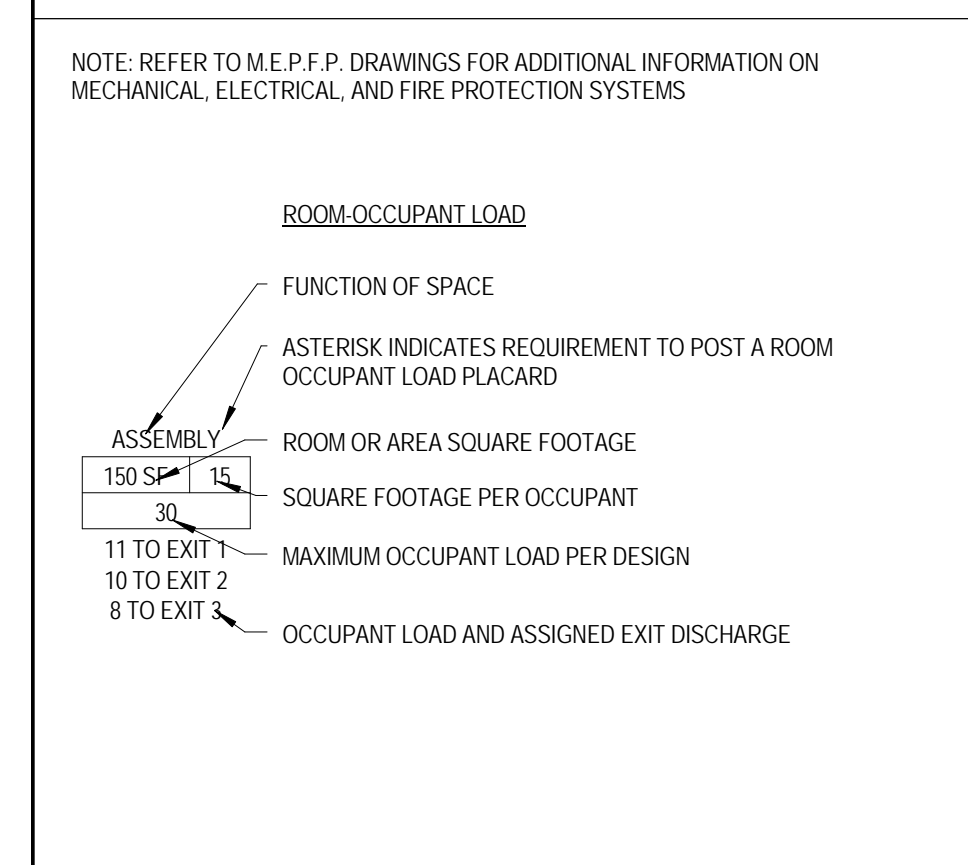 NOTE: REFER TO M.E.P.F.P. DRAWINGS FOR ADDITIONAL INFORMATION ON
MECHANICAL, ELECTRICAL, AND FIRE PROTECTION SYSTEMS
ROOM-OCCUPANT LOAD
FUNCTION OF SPACE
ASTERISK INDICATES REQUIREMENT TO POST A ROOM
OCCUPANT LOAD PLACARD
ASSEMBLY
ROOM OR AREA SQUARE FOOTAGE
150 SF 15
SQUARE FOOTAGE PER OCCUPANT
30
11 TO EXIT 1
MAXIMUM OCCUPANT LOAD PER DESIGN
10 TO EXIT 2
8 TO EXIT 3
OCCUPANT LOAD AND ASSIGNED EXIT DISCHARGE